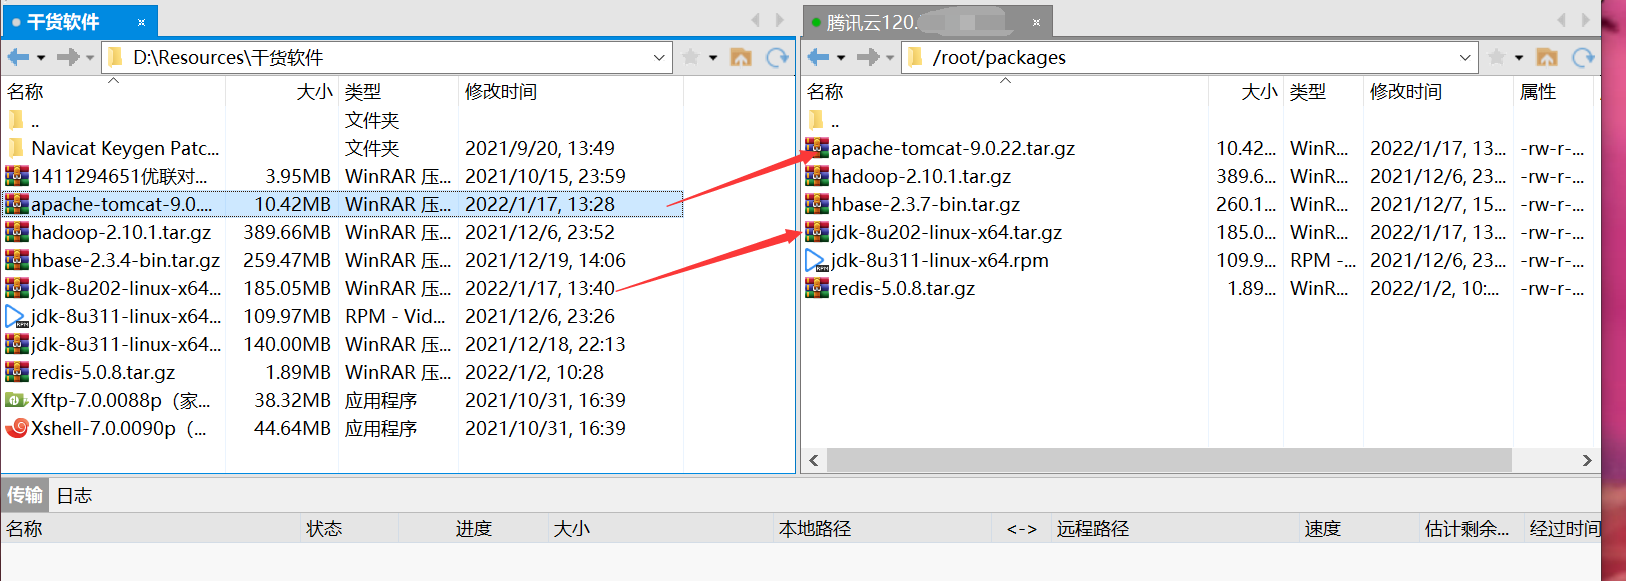 干货软件 ×
腾讯云120. ×
D:\Resources\干货软件
/root/packages
名称 大小 类型 修改时间
.. 文件夹
Navicat Keygen Patc... 文件夹 2021/9/20, 13:49
1411294651优联对... 3.95MB WinRAR 压... 2021/10/15, 23:59
apache-tomcat-9.0.... 10.42MB WinRAR 压... 2022/1/17, 13:28
hadoop-2.10.1.tar.gz 389.66MB WinRAR 压... 2021/12/6, 23:52
hbase-2.3.4-bin.tar.gz 259.47MB WinRAR 压... 2021/12/19, 14:06
jdk-8u202-linux-x64... 185.05MB WinRAR 压... 2022/1/17, 13:40
jdk-8u311-linux-x64... 109.97MB RPM - Vid... 2021/12/6, 23:26
jdk-8u311-linux-x64... 140.00MB WinRAR 压... 2021/12/18, 22:13
redis-5.0.8.tar.gz 1.89MB WinRAR 压... 2022/1/2, 10:28
Xftp-7.0.0088p（家... 38.32MB 应用程序 2021/10/31, 16:39
Xshell-7.0.0090p（... 44.64MB 应用程序 2021/10/31, 16:39
名称 大小 类型 修改时间 属性
..
apache-tomcat-9.0.22.tar.gz 10.42... WinR... 2022/1/17, 13... -rw-r-...
hadoop-2.10.1.tar.gz 389.6... WinR... 2021/12/6, 23... -rw-r-...
hbase-2.3.7-bin.tar.gz 260.1... WinR... 2021/12/7, 15... -rw-r-...
jdk-8u202-linux-x64.tar.gz 185.0... WinR... 2022/1/17, 13... -rw-r-...
jdk-8u311-linux-x64.rpm 109.9... RPM -... 2021/12/6, 23... -rw-r-...
redis-5.0.8.tar.gz 1.89... WinR... 2022/1/2, 10:... -rw-r-...
传输 日志
名称 状态 进度 大小 本地路径 <-> 远程路径 速度 估计剩余... 经过时间